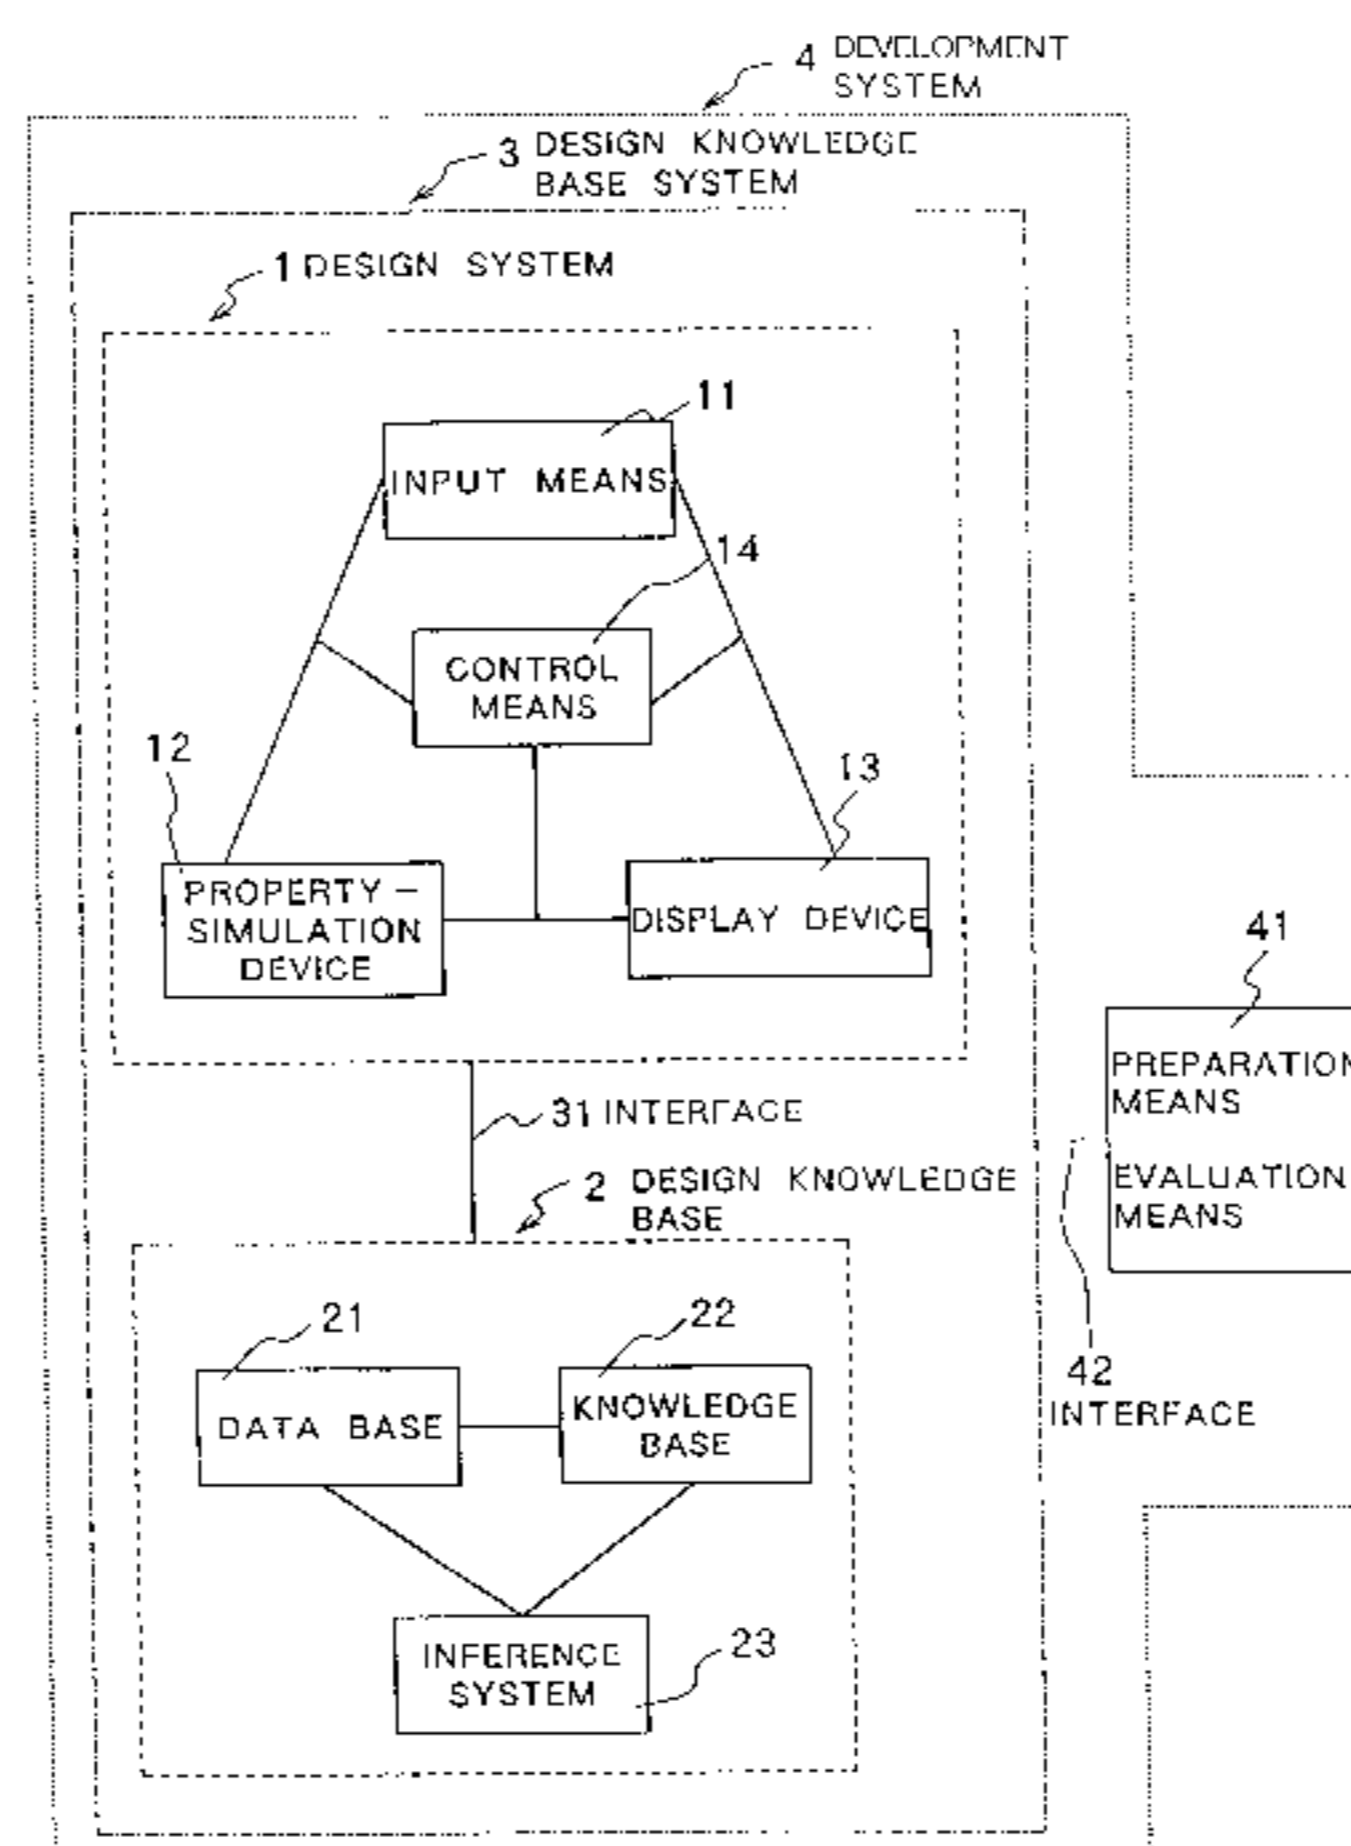 4 DEVELOPMENT
SYSTEM
3 DESIGN KNOWLEDGE
BASE SYSTEM
1 DESIGN SYSTEM
11
INPUT MEANS
14
CONTROL
MEANS
12
13
PROPERTY-
SIMULATION
DEVICE
DISPLAY DEVICE
41
PREPARATION
MEANS
EVALUATION
MEANS
31 INTERFACE
2 DESIGN KNOWLEDGE
BASE
21
22
DATA BASE
KNOWLEDGE
BASE
42
INTERFACE
INFERENCE
SYSTEM
23